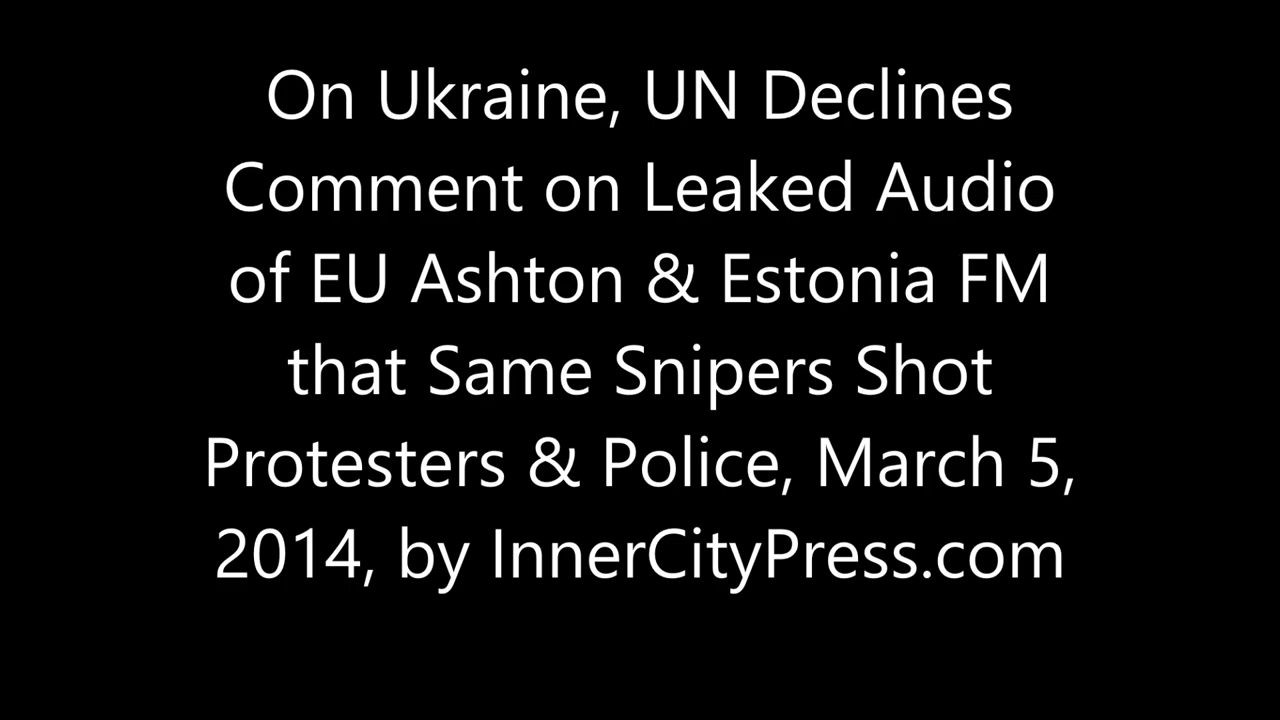 On Ukraine, UN Declines
Comment on Leaked Audio
of EU Ashton & Estonia FM
that Same Snipers Shot
Protesters & Police, March 5,
2014, by InnerCityPress.com